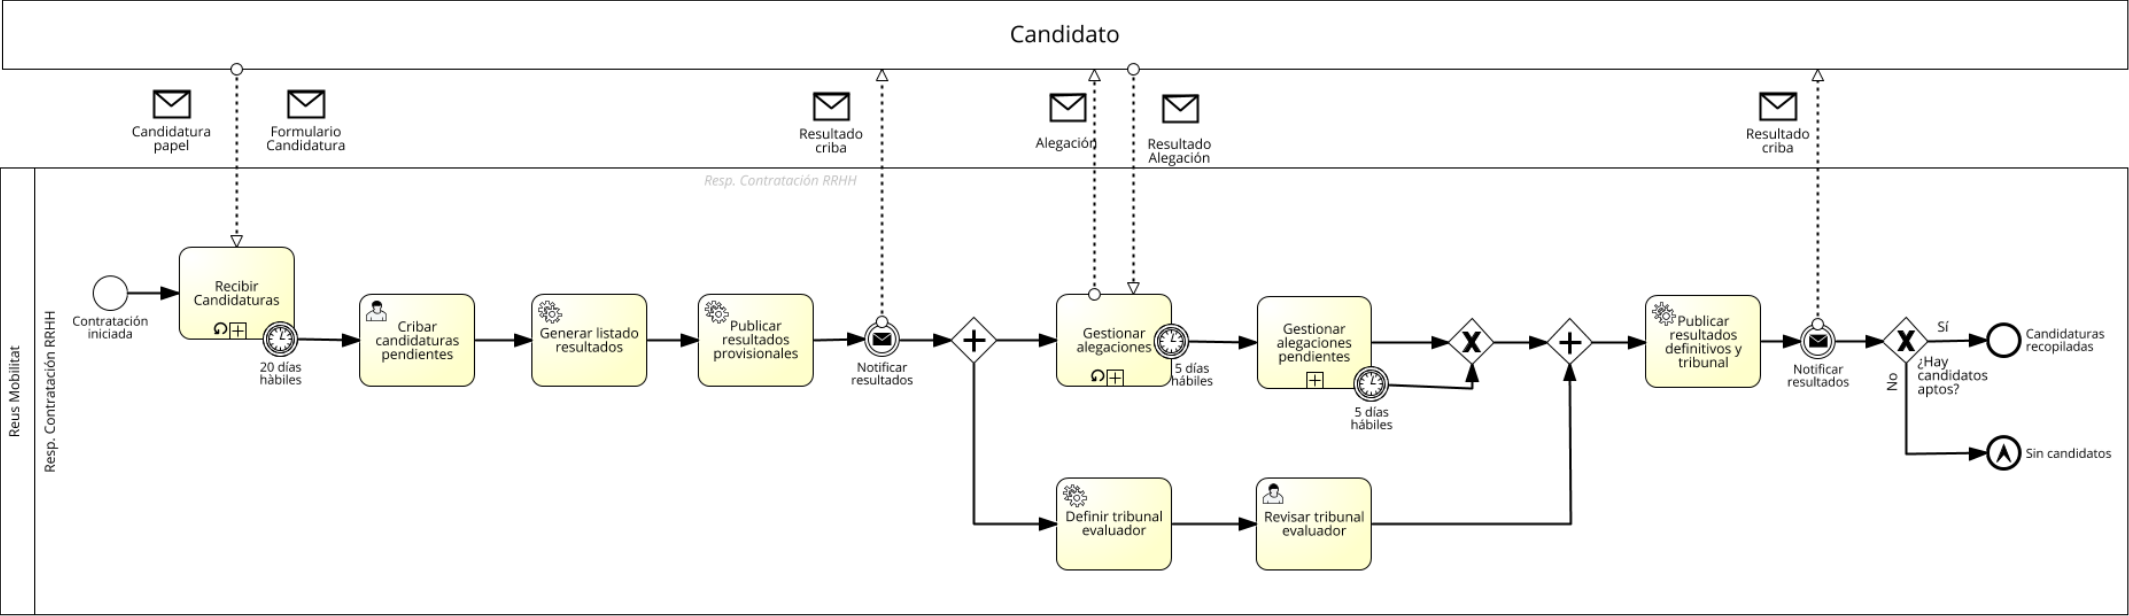 Candidato
Candidatura
papel
Formulario
Candidatura
Resultado
criba
Alegación
Resultado
Alegación
Resultado
criba
Reus Mobilitat
Resp. Contratación RRHH
Resp. Contratación RRHH
Contratación
iniciada
Recibir
Candidaturas
20 días
hàbiles
Cribar
candidaturas
pendientes
Generar listado
resultados
Publicar
resultados
provisionales
Notificar
resultados
Gestionar
alegaciones
5 días
hábiles
Gestionar
alegaciones
pendientes
5 días
hábiles
Definir tribunal
evaluador
Revisar tribunal
evaluador
Publicar
resultados
definitivos y
tribunal
Notificar
resultados
Sí
¿Hay
candidatos
aptos?
No
Candidaturas
recopiladas
Sin candidatos